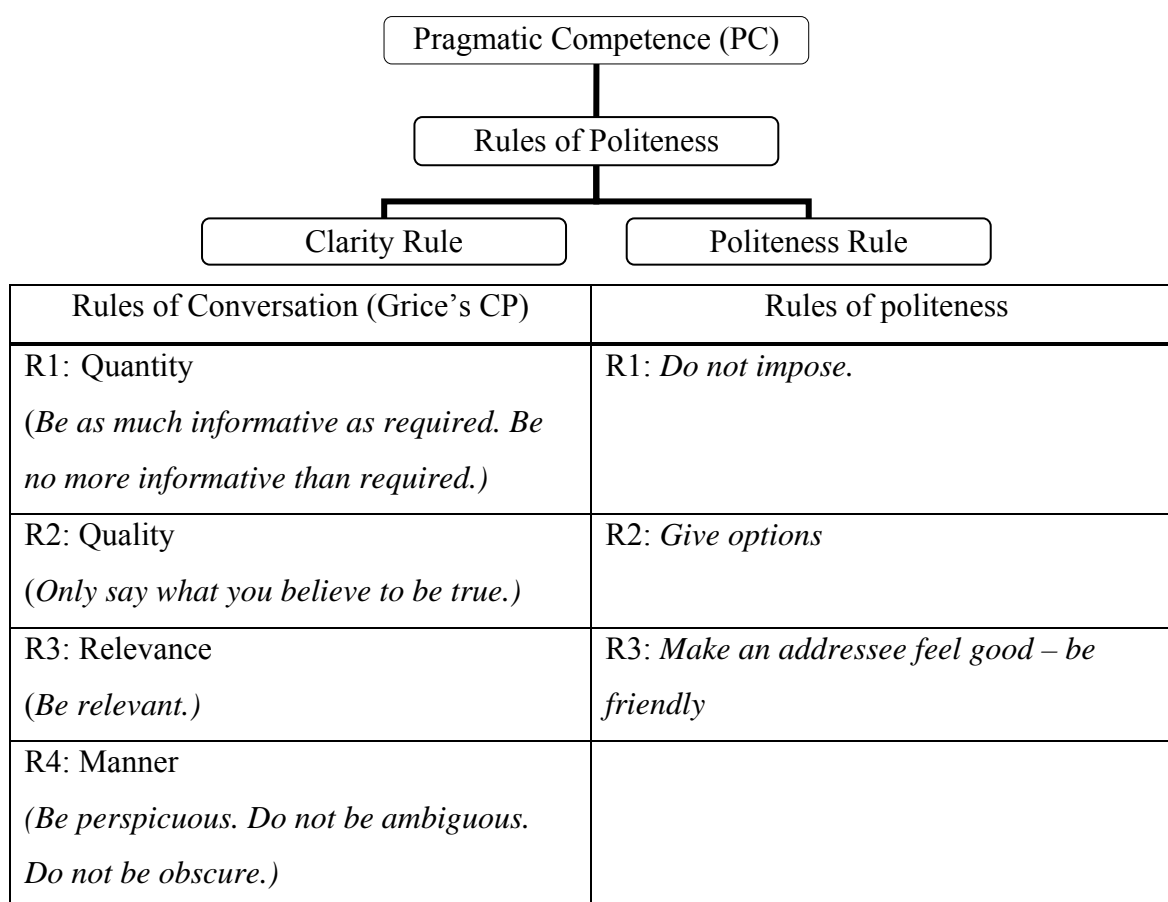 Pragmatic Competence (PC)
Rules of Politeness
Clarity Rule
Politeness Rule
Rules of Conversation (Grice’s CP)
Rules of politeness
R1: Quantity
(Be as much informative as required. Be
no more informative than required.)
R1: Do not impose.
R2: Quality
(Only say what you believe to be true.)
R2: Give options
R3: Relevance
(Be relevant.)
R3: Make an addressee feel good – be
friendly
R4: Manner
(Be perspicuous. Do not be ambiguous.
Do not be obscure.)